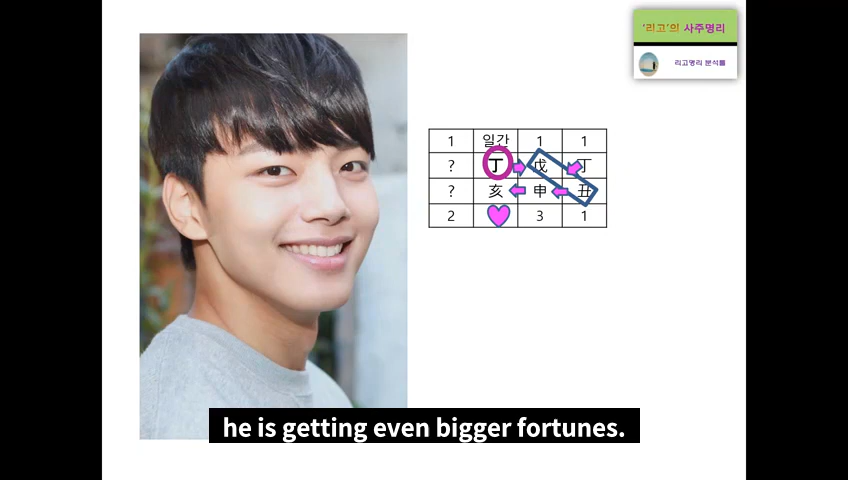 '리고'의 사주명리
리고명리 분석틀
1 일간 1 1
? 丁 戊 丁
? 亥 申 丑
2 3 1
he is getting even bigger fortunes.